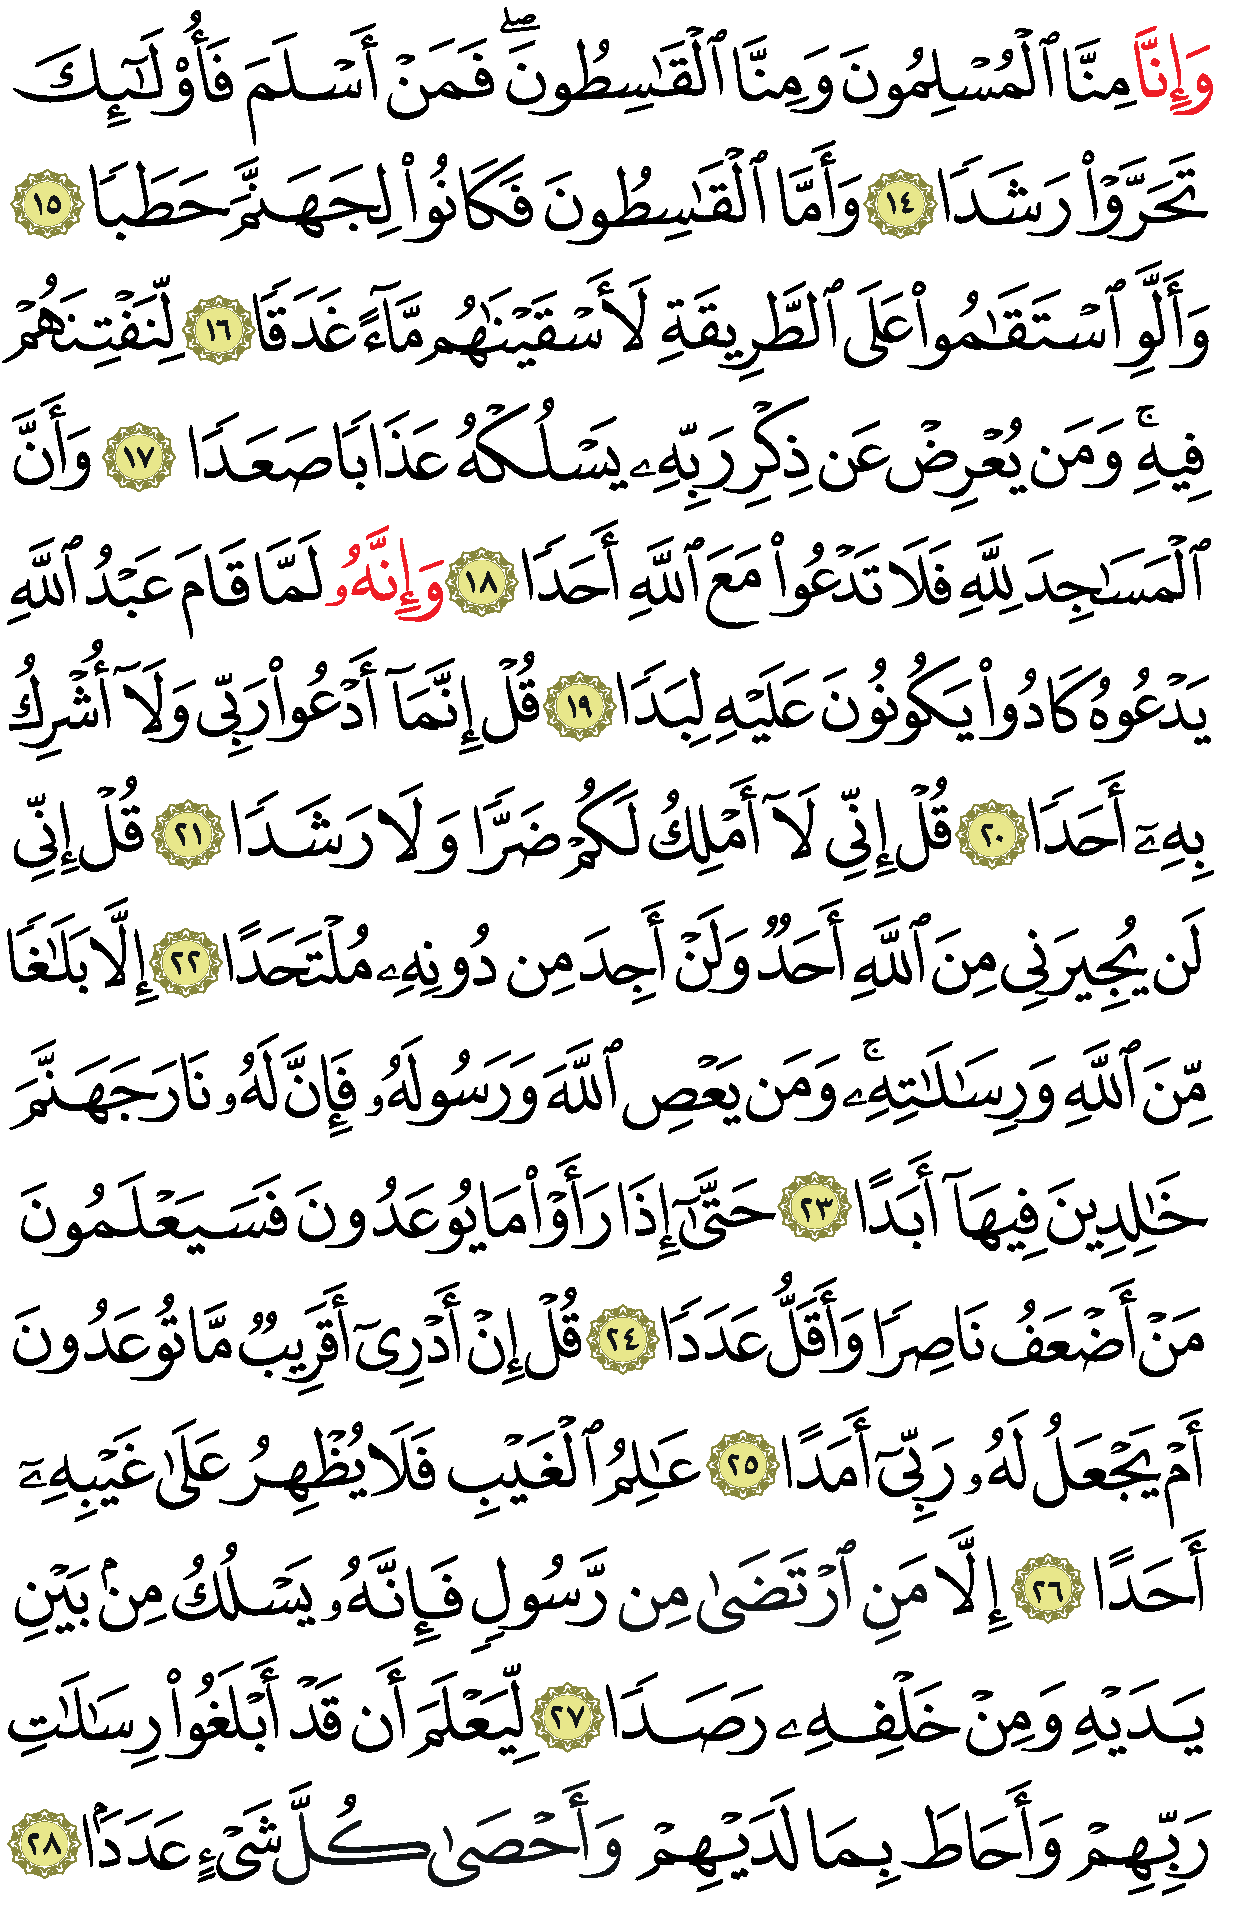 وَإِنَّا مِنَّا ٱلْمُسْلِمُونَ وَمِنَّا ٱلْقَٰسِطُونَ ۖ فَمَنْ أَسْلَمَ فَأُو۟لَٰٓئِكَ
تَحَرَّوْا۟ رَشَدًا ١٤ وَأَمَّا ٱلْقَٰسِطُونَ فَكَانُوا۟ لِجَهَنَّمَ حَطَبًا ١٥
وَأَلَّوِ ٱسْتَقَٰمُوا۟ عَلَى ٱلطَّرِيقَةِ لَأَسْقَيْنَٰهُم مَّآءً غَدَقًا ١٦ لِّنَفْتِنَهُمْ
فِيهِ ۚ وَمَن يُعْرِضْ عَن ذِكْرِ رَبِّهِۦ يَسْلُكْهُ عَذَابًا صَعَدًا ١٧ وَأَنَّ
ٱلْمَسَٰجِدَ لِلَّهِ فَلَا تَدْعُوا۟ مَعَ ٱللَّهِ أَحَدًا ١٨ وَإِنَّهُۥ لَمَّا قَامَ عَبْدُ ٱللَّهِ
يَدْعُوهُ كَادُوا۟ يَكُونُونَ عَلَيْهِ لِبَدًا ١٩ قُلْ إِنَّمَآ أَدْعُوا۟ رَبِّى وَلَآ أُشْرِكُ
بِهِۦٓ أَحَدًا ٢٠ قُلْ إِنِّى لَآ أَمْلِكُ لَكُمْ ضَرًّا وَلَا رَشَدًا ٢١ قُلْ إِنِّى
لَن يُجِيرَنِى مِنَ ٱللَّهِ أَحَدٌ وَلَنْ أَجِدَ مِن دُونِهِۦ مُلْتَحَدًا ٢٢ إِلَّا بَلَٰغًا
مِّنَ ٱللَّهِ وَرِسَٰلَٰتِهِۦ ۚ وَمَن يَعْصِ ٱللَّهَ وَرَسُولَهُۥ فَإِنَّ لَهُۥ نَارَ جَهَنَّمَ
خَٰلِدِينَ فِيهَآ أَبَدًا ٢٣ حَتَّىٰٓ إِذَا رَأَوْا۟ مَا يُوعَدُونَ فَسَيَعْلَمُونَ
مَنْ أَضْعَفُ نَاصِرًا وَأَقَلُّ عَدَدًا ٢٤ قُلْ إِنْ أَدْرِىٓ أَقَرِيبٌ مَّا تُوعَدُونَ
أَمْ يَجْعَلُ لَهُۥ رَبِّىٓ أَمَدًا ٢٥ عَٰلِمُ ٱلْغَيْبِ فَلَا يُظْهِرُ عَلَىٰ غَيْبِهِۦٓ
أَحَدًا ٢٦ إِلَّا مَنِ ٱرْتَضَىٰ مِن رَّسُولٍ فَإِنَّهُۥ يَسْلُكُ مِنۢ بَيْنِ
يَدَيْهِ وَمِنْ خَلْفِهِۦ رَصَدًا ٢٧ لِّيَعْلَمَ أَن قَدْ أَبْلَغُوا۟ رِسَٰلَٰتِ
رَبِّهِمْ وَأَحَاطَ بِمَا لَدَيْهِمْ وَأَحْصَىٰ كُلَّ شَىْءٍ عَدَدًۢا ٢٨